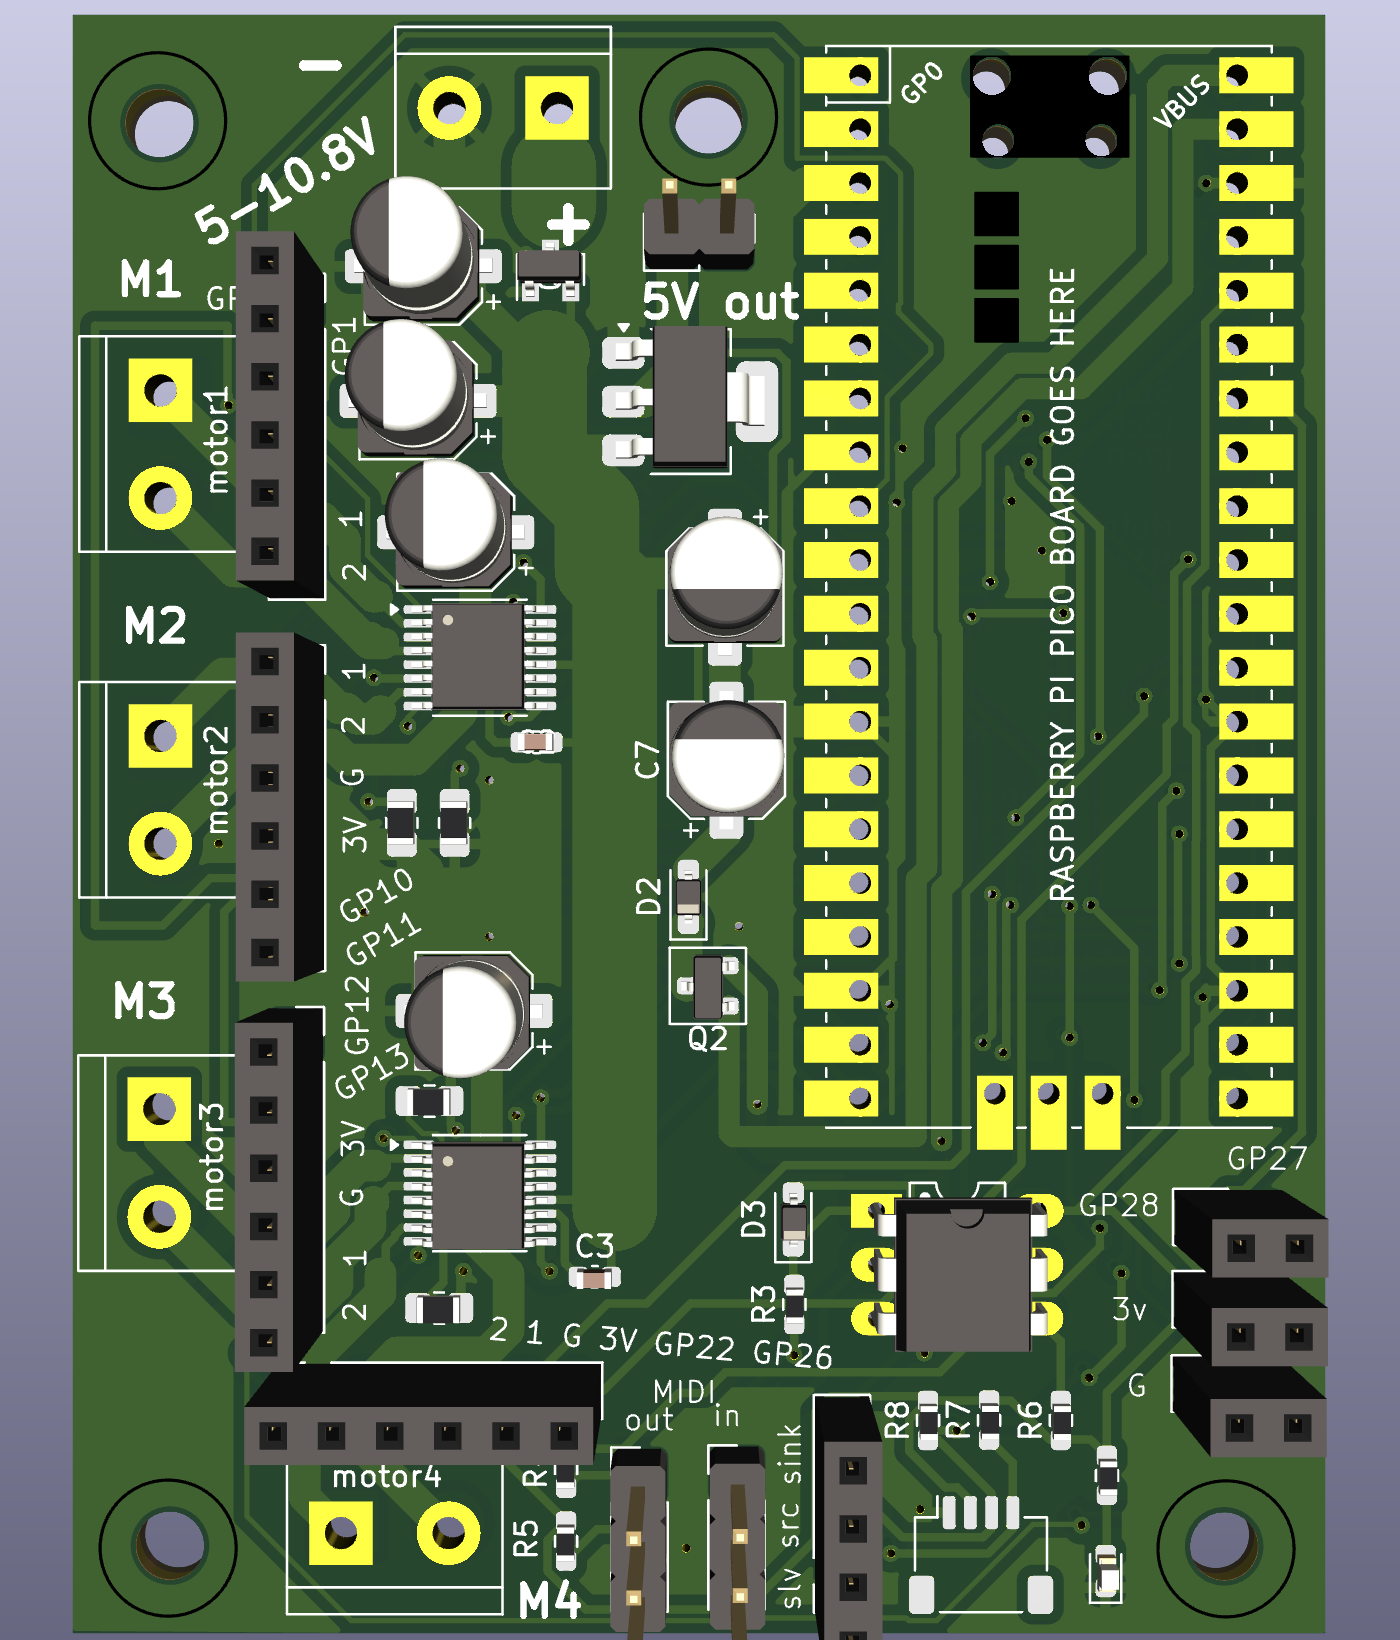 GP0
VBUS
5-10.8V
+
M1
GP1
5V out
motor1
1
2
M2
1
2
motor2
G
3V
GP10
GP11
C7
D2
Q2
M3
GP12
GP13
motor3
3V
G
1
2
C3
D3
R3
RASPBERRY PI PICO BOARD GOES HERE
GP27
GP28
3v
G
2 1 G 3V GP22 GP26
MIDI
out in
motor4
R5
M4
slv src sink
R8
R7
R6